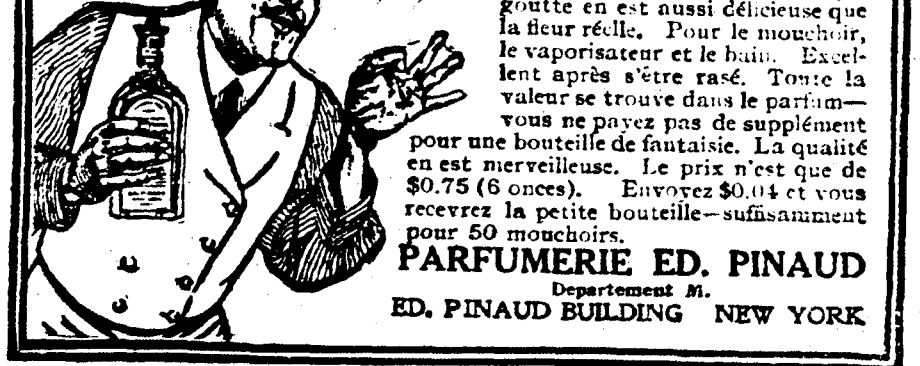 goutte en est aussi délicieuse que
la fleur réelle. Pour le mouchoir,
le vaporisateur et le bain. Excel-
lent après s'être rasé. Toute la
valeur se trouve dans le parfum—
vous ne payez pas de supplément
pour une bouteille de fantaisie. La qualité
en est merveilleuse. Le prix n'est que de
$0.75 (6 onces). Envoyez $0.04 et vous
recevrez la petite bouteille—suffisamment
pour 50 mouchoirs.
PARFUMERIE ED. PINAUD
Departement M.
ED. PINAUD BUILDING NEW YORK